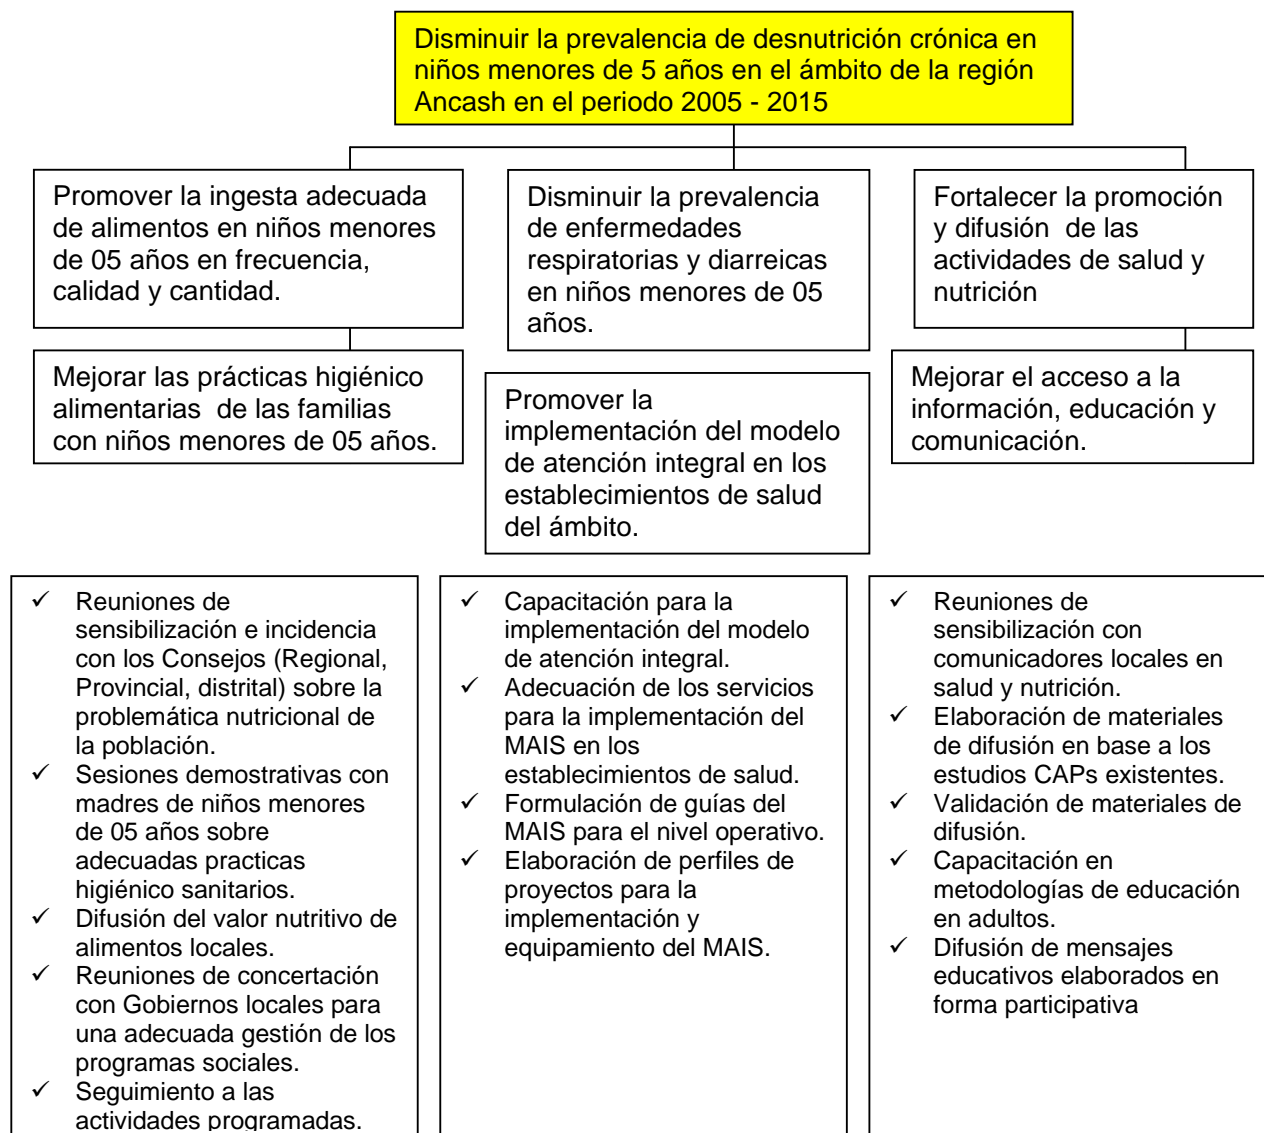 Disminuir la prevalencia de desnutrición crónica en
niños menores de 5 años en el ámbito de la región
Ancash en el periodo 2005 - 2015
Promover la ingesta adecuada
de alimentos en niños menores
de 05 años en frecuencia,
calidad y cantidad.
Disminuir la prevalencia
de enfermedades
respiratorias y diarreicas
en niños menores de 05
años.
Fortalecer la promoción
y difusión de las
actividades de salud y
nutrición
Mejorar las prácticas higiénico
alimentarias de las familias
con niños menores de 05 años.
Promover la
implementación del modelo
de atención integral en los
establecimientos de salud
del ámbito.
Mejorar el acceso a la
información, educación y
comunicación.
✓ Reuniones de
sensibilización e incidencia
con los Consejos (Regional,
Provincial, distrital) sobre la
problemática nutricional de
la población.
✓ Sesiones demostrativas con
madres de niños menores
de 05 años sobre
adecuadas practicas
higiénico sanitarios.
✓ Difusión del valor nutritivo de
alimentos locales.
✓ Reuniones de concertación
con Gobiernos locales para
una adecuada gestión de los
programas sociales.
✓ Seguimiento a las
actividades programadas.
✓ Capacitación para la
implementación del modelo
de atención integral.
✓ Adecuación de los servicios
para la implementación del
MAIS en los
establecimientos de salud.
✓ Formulación de guías del
MAIS para el nivel operativo.
✓ Elaboración de perfiles de
proyectos para la
implementación y
equipamiento del MAIS.
✓ Reuniones de
sensibilización con
comunicadores locales en
salud y nutrición.
✓ Elaboración de materiales
de difusión en base a los
estudios CAPs existentes.
✓ Validación de materiales de
difusión.
✓ Capacitación en
metodologías de educación
en adultos.
✓ Difusión de mensajes
educativos elaborados en
forma participativa